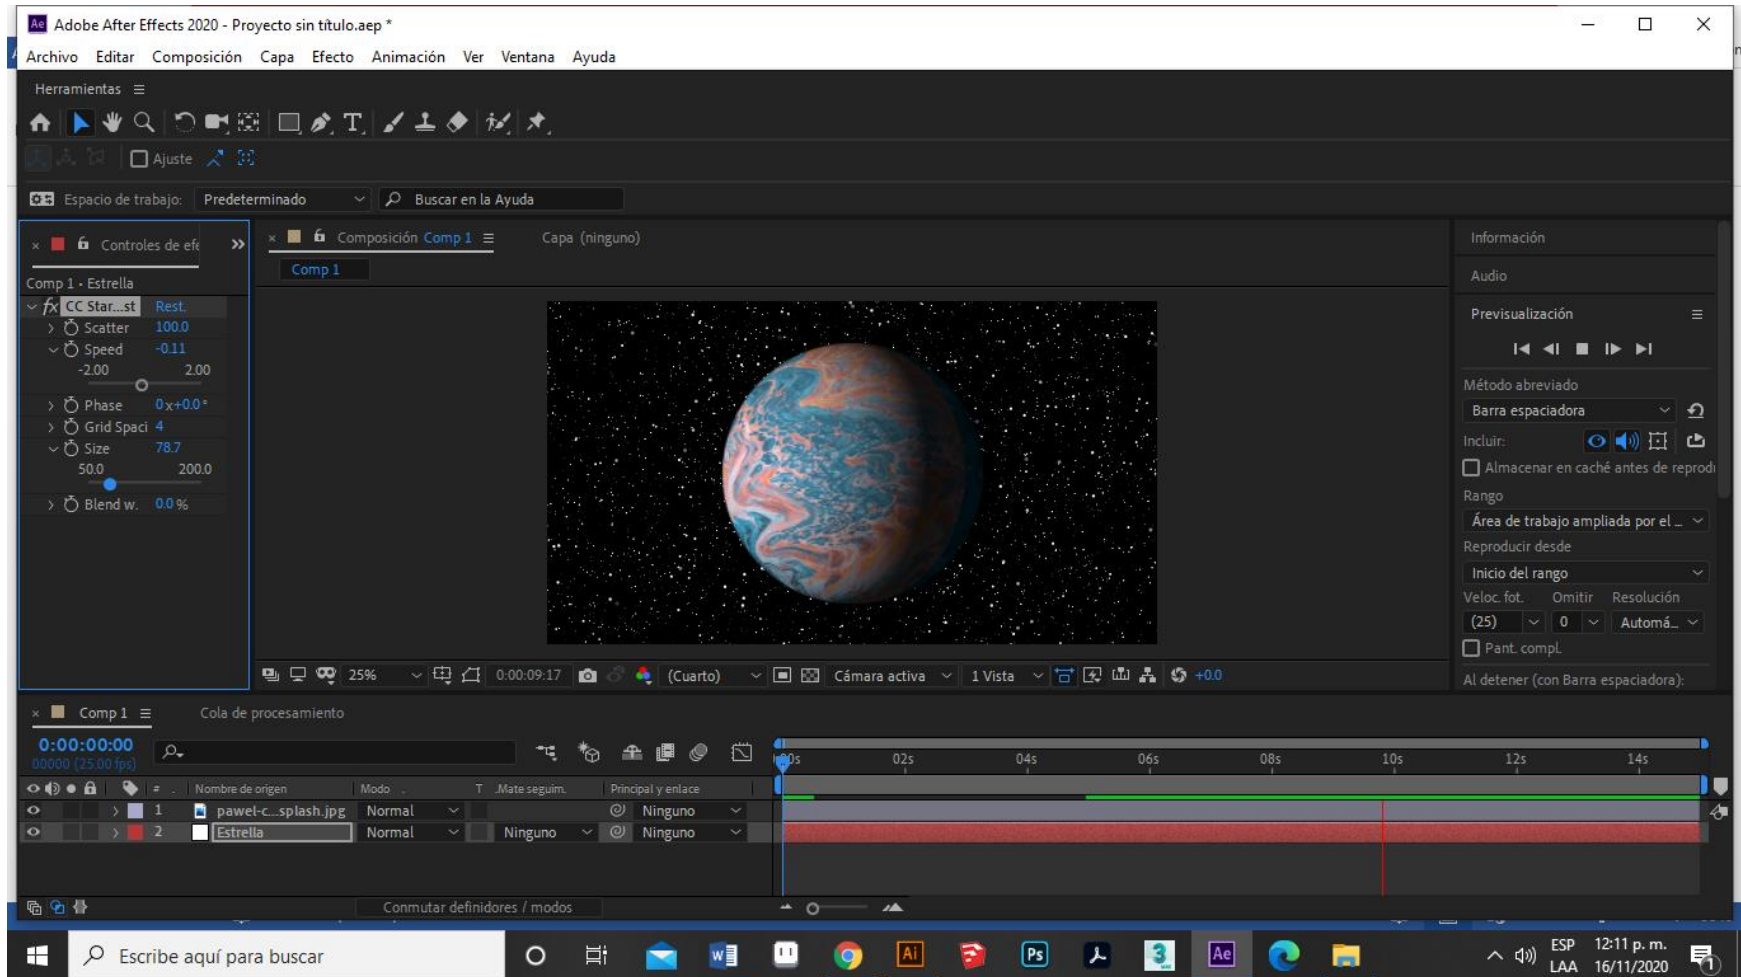 Ae Adobe After Effects 2020 - Proyecto sin título.aep *
Archivo Editar Composición Capa Efecto Animación Ver Ventana Ayuda
Herramientas
T
Ajuste
Espacio de trabajo: Predeterminado Buscar en la Ayuda
Controles de efe
Composición Comp 1 Capa (ninguno)
Comp 1
Comp 1 • Estrella
fx CC Star...st Rest.
Scatter 100.0
Speed -0.11
-2.00 2.00
Phase 0x+0.0°
Grid Spaci 4
Size 78.7
50.0 200.0
Blend w. 0.0 %
25% 0:00:09:17 (Cuarto) Cámara activa 1 Vista +0.0
Información
Audio
Previsualización
Método abreviado
Barra espaciadora
Incluir:
Almacenar en caché antes de reprodu
Rango
Área de trabajo ampliada por el ...
Reproducir desde
Inicio del rango
Veloc. fot. Omitir Resolución
(25) 0 Automá...
Pant. compl.
Al detener (con Barra espaciadora):
Comp 1 Cola de procesamiento
0:00:00:00
00000 (25.00 fps)
02s 04s 06s 08s 10s 12s 14s
# Nombre de origen Modo T .Mate seguim. Principal y enlace
1 pawel-c...splash.jpg Normal Ninguno
2 Estrella Normal Ninguno Ninguno
Conmutar definidores / modos
Escribe aquí para buscar
Ai Ps 3 Ae
ESP 12:11 p. m.
LAA 16/11/2020
1